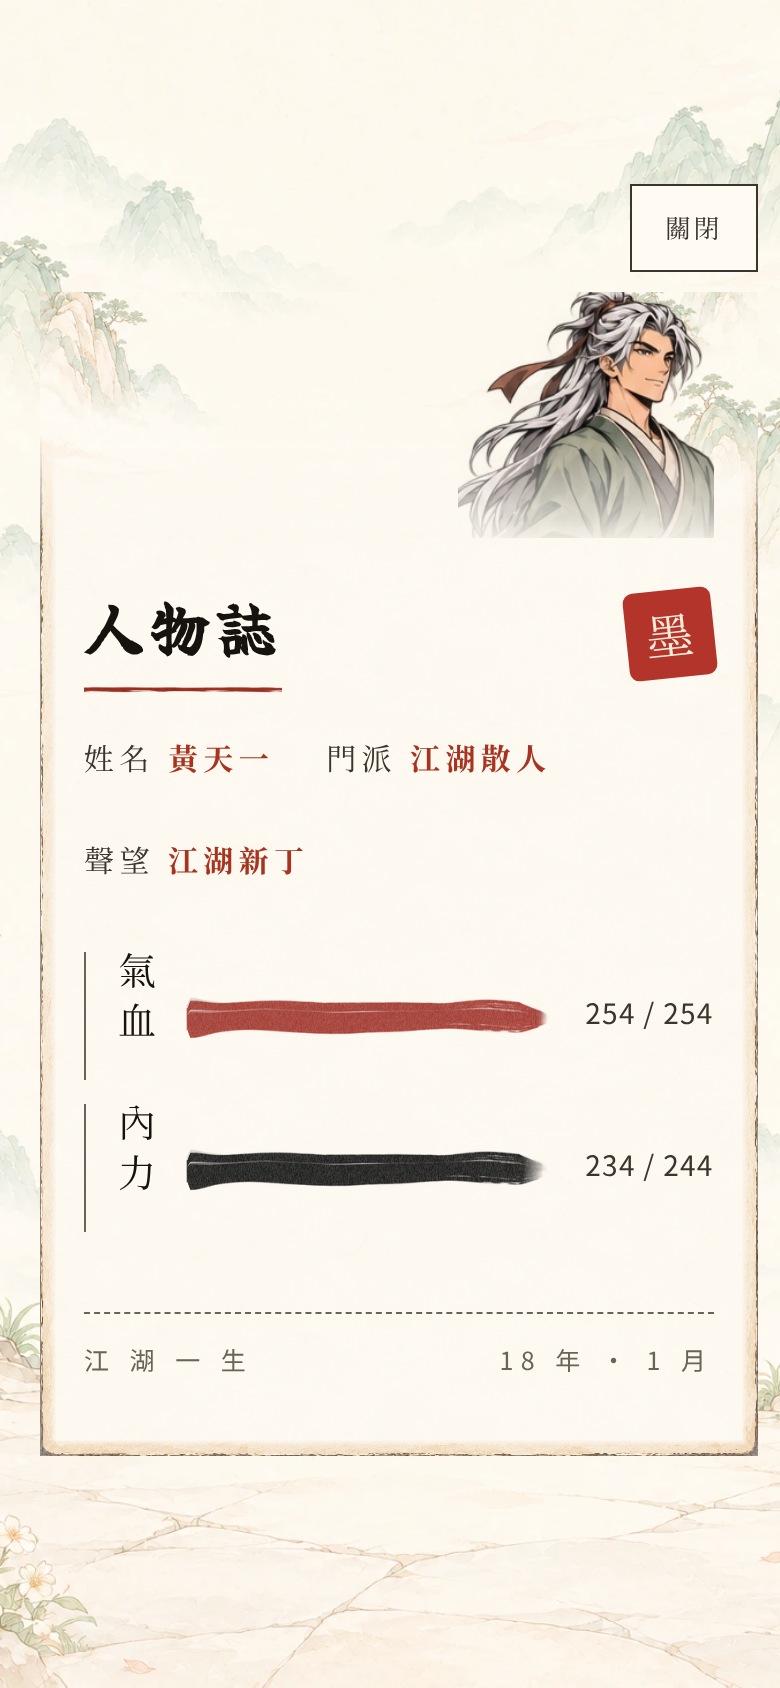 關閉
人物誌
墨
姓名 黃天一 門派 江湖散人
聲望 江湖新丁
氣血 254 / 254
內力 234 / 244
江湖一生 18 年 · 1 月